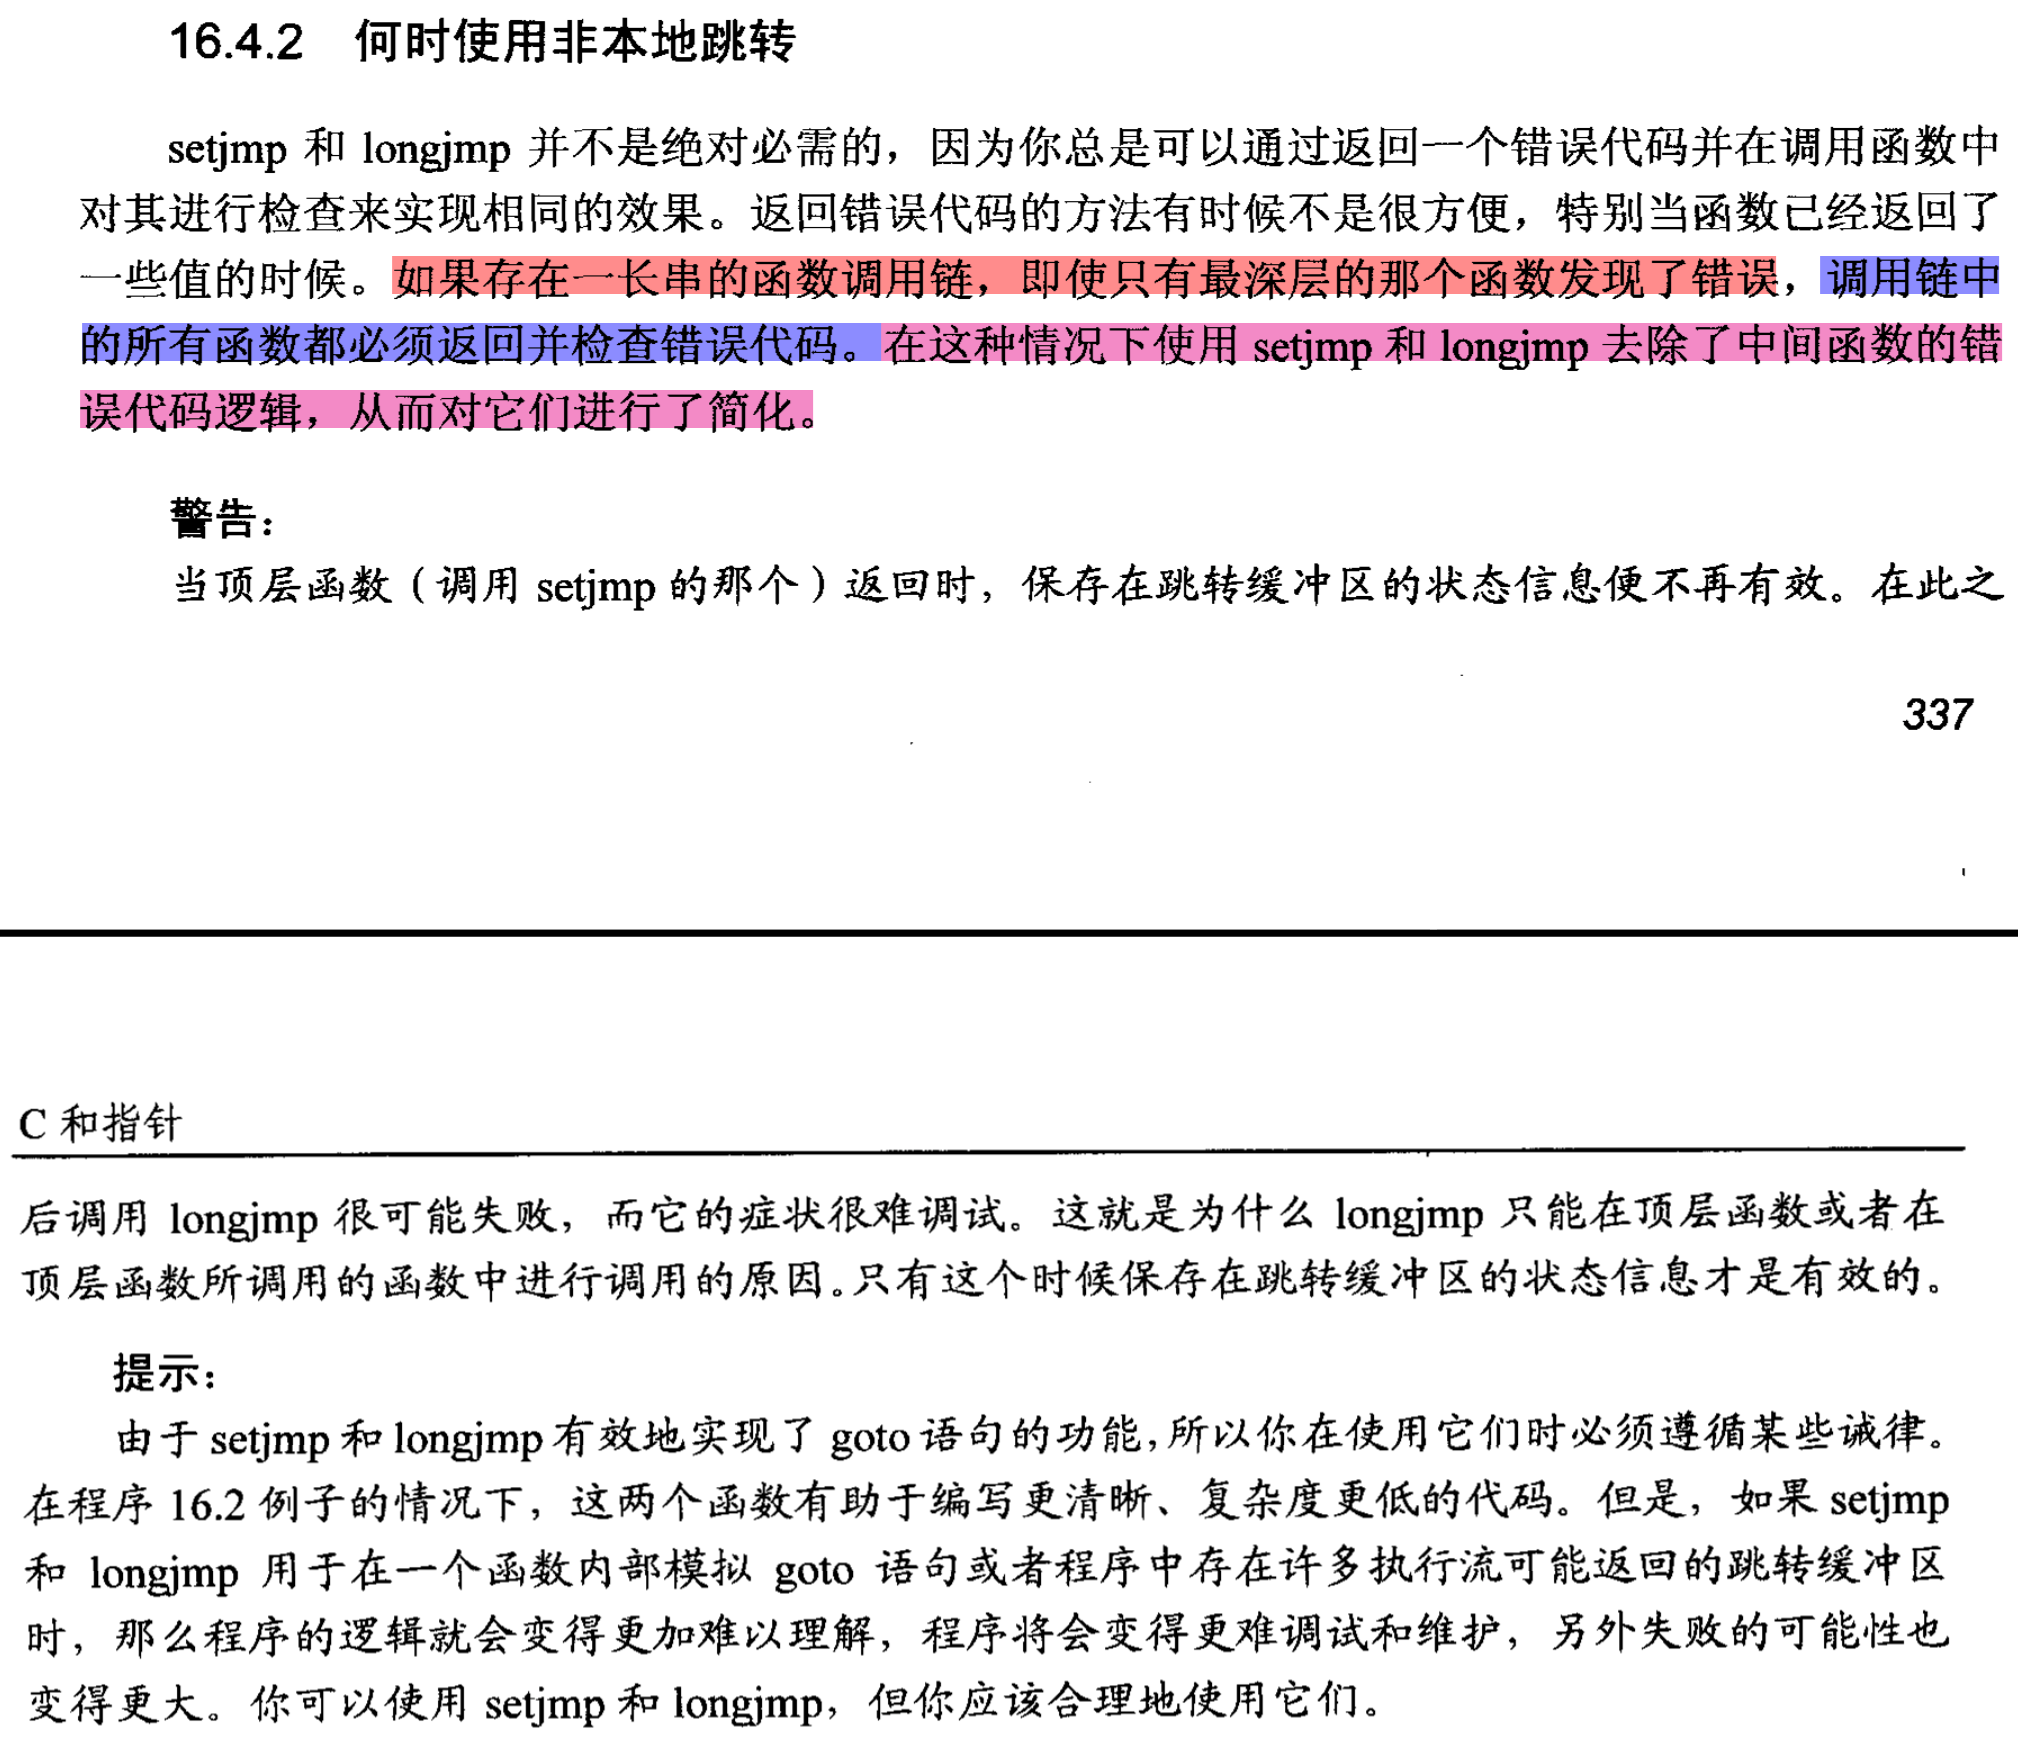 16.4.2 何时使用非本地跳转
setjmp 和 longjmp 并不是绝对必需的，因为你总是可以通过返回一个错误代码并在调用函数中
对其进行检查来实现相同的效果。返回错误代码的方法有时候不是很方便，特别当函数已经返回了
一些值的时候。如果存在一长串的函数调用链，即使只有最深层的那个函数发现了错误，调用链中
的所有函数都必须返回并检查错误代码。在这种情况下使用 setjmp 和 longjmp 去除了中间函数的错
误代码逻辑，从而对它们进行了简化。
警告：
当顶层函数（调用 setjmp 的那个）返回时，保存在跳转缓冲区的状态信息便不再有效。在此之
337
C 和指针
后调用 longjmp 很可能失败，而它的症状很难调试。这就是为什么 longjmp 只能在顶层函数或者在
顶层函数所调用的函数中进行调用的原因。只有这个时候保存在跳转缓冲区的状态信息才是有效的。
提示：
由于 setjmp 和 longjmp 有效地实现了 goto 语句的功能，所以你在使用它们时必须遵循某些诫律。
在程序 16.2 例子的情况下，这两个函数有助于编写更清晰、复杂度更低的代码。但是，如果 setjmp
和 longjmp 用于在一个函数内部模拟 goto 语句或者程序中存在许多执行流可能返回的跳转缓冲区
时，那么程序的逻辑就会变得更加难以理解，程序将会变得更难调试和维护，另外失败的可能性也
变得更大。你可以使用 setjmp 和 longjmp，但你应该合理地使用它们。